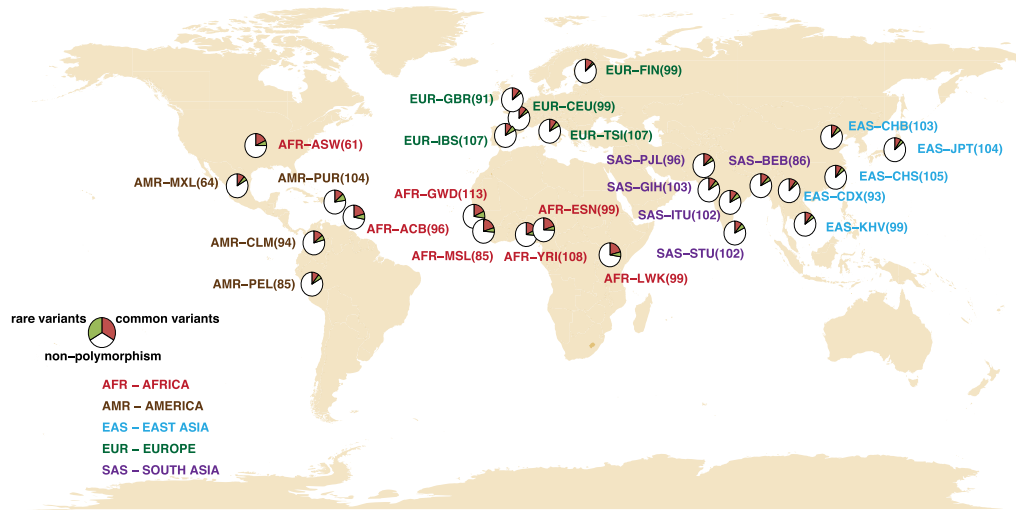 EUR–FIN(99)
EUR–GBR(91)
EUR–CEU(99)
EUR–IBS(107)
EUR–TSI(107)
EAS–CHB(103)
EAS–JPT(104)
AFR–ASW(61)
SAS–PJL(96)
SAS–BEB(86)
EAS–CHS(105)
AMR–MXL(64)
AMR–PUR(104)
SAS–GIH(103)
EAS–CDX(93)
AFR–GWD(113)
AFR–ESN(99)
SAS–ITU(102)
AFR–ACB(96)
EAS–KHV(99)
AMR–CLM(94)
AFR–MSL(85)
AFR–YRI(108)
SAS–STU(102)
AFR–LWK(99)
AMR–PEL(85)
rare variants
common variants
non–polymorphism
AFR – AFRICA
AMR – AMERICA
EAS – EAST ASIA
EUR – EUROPE
SAS – SOUTH ASIA